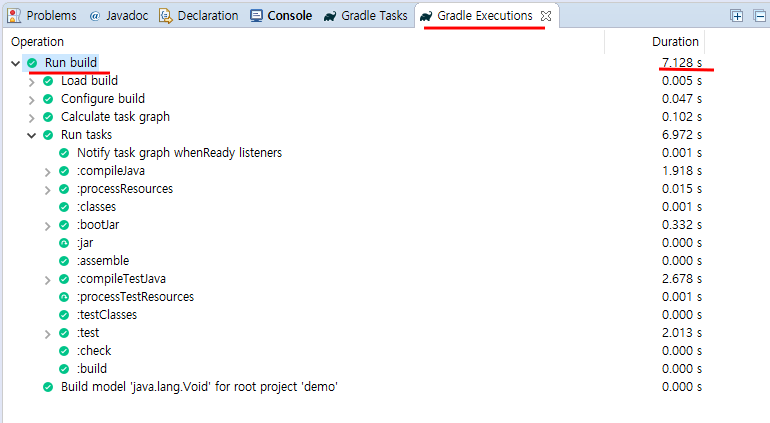 Problems @ Javadoc Declaration Console Gradle Tasks Gradle Executions
Operation Duration
Run build 7.128 s
Load build 0.005 s
Configure build 0.047 s
Calculate task graph 0.102 s
Run tasks 6.972 s
Notify task graph whenReady listeners 0.001 s
:compileJava 1.918 s
:processResources 0.015 s
:classes 0.001 s
:bootJar 0.332 s
:jar 0.000 s
:assemble 0.000 s
:compileTestJava 2.678 s
:processTestResources 0.001 s
:testClasses 0.000 s
:test 2.013 s
:check 0.000 s
:build 0.000 s
Build model 'java.lang.Void' for root project 'demo' 0.000 s